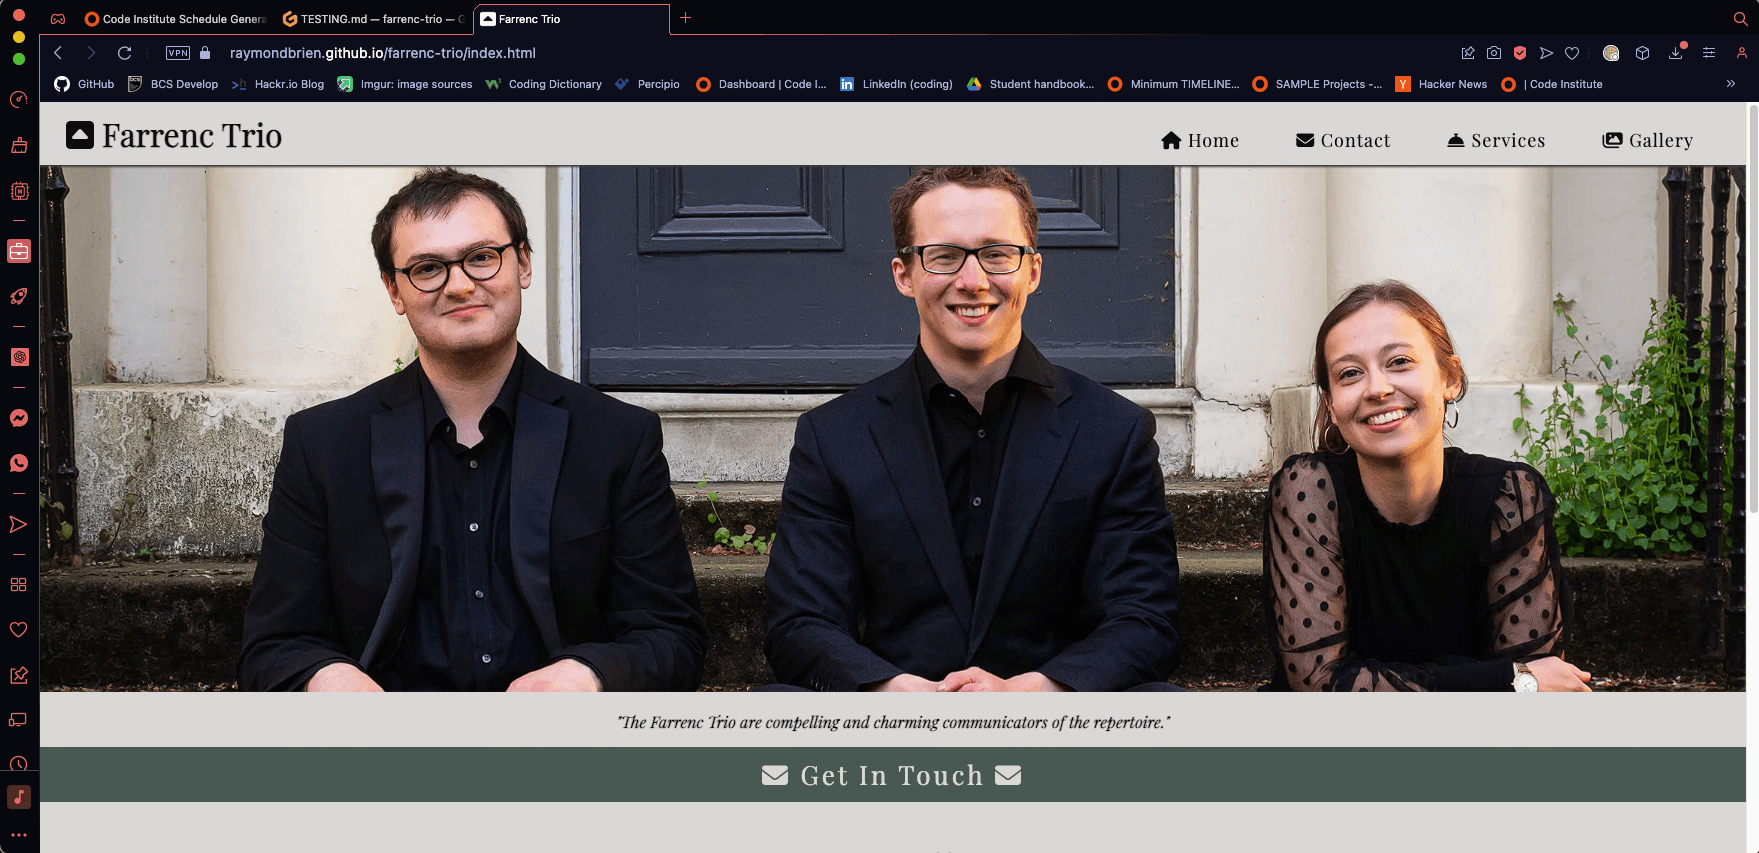 Code Institute Schedule Genera
TESTING.md — farrenc-trio — G
Farrenc Trio
VPN
raymondbrien.github.io/farrenc-trio/index.html
GitHub
BCS Develop
Hackr.io Blog
Imgur: image sources
Coding Dictionary
Percipio
Dashboard | Code I...
LinkedIn (coding)
Student handbook...
Minimum TIMELINE...
SAMPLE Projects -...
Y
Hacker News
| Code Institute
Farrenc Trio
Home
Contact
Services
Gallery
"The Farrenc Trio are compelling and charming communicators of the repertoire."
Get In Touch